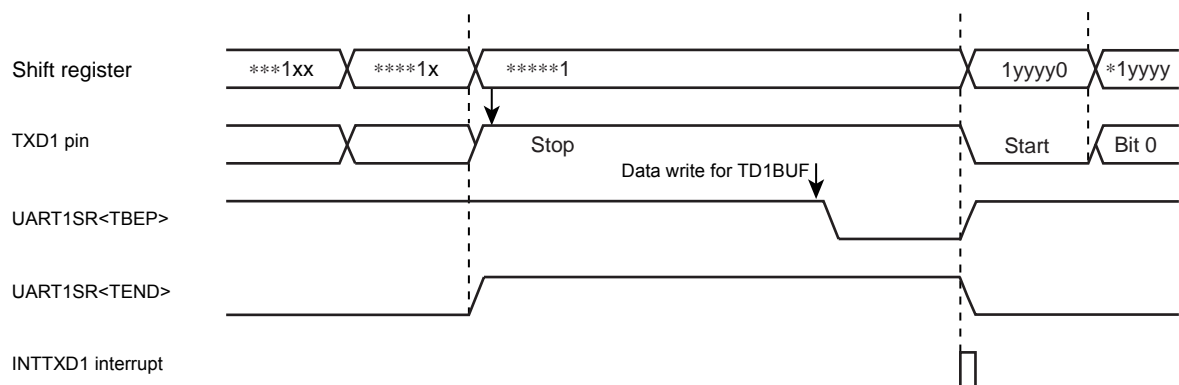 Shift register ***1xx ****1x *****1 1yyyy0 *1yyyy
TXD1 pin Stop Start Bit 0
Data write for TD1BUF
UART1SR<TBEP>
UART1SR<TEND>
INTTXD1 interrupt